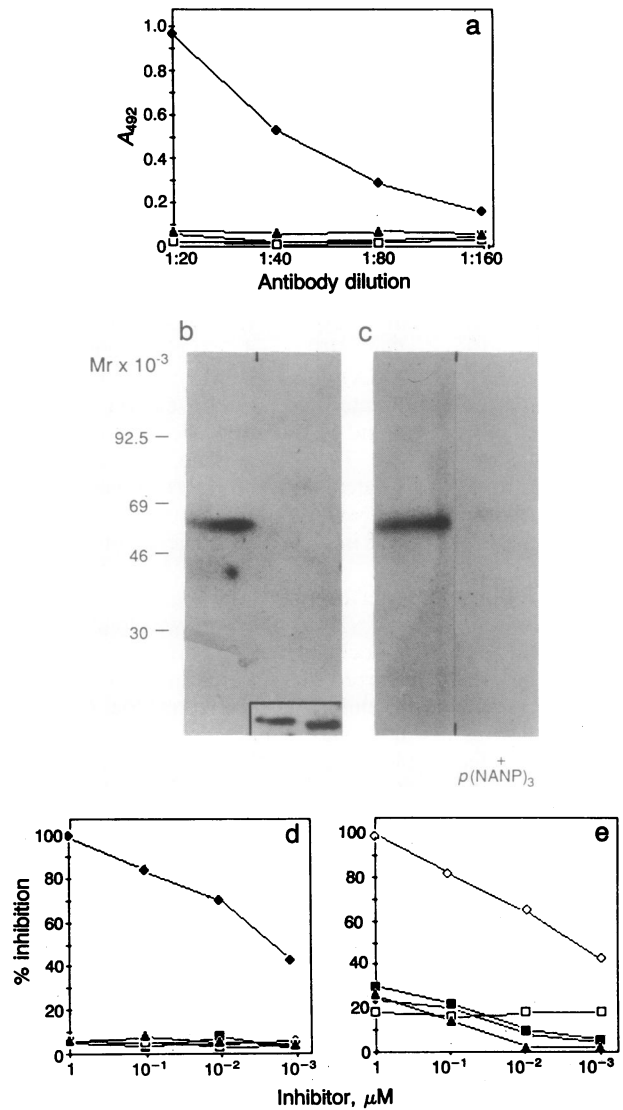 a
1.0
0.8
0.6
0.4
0.2
0
A492
1:20 1:40 1:80 1:160
Antibody dilution
b c
Mr x 10-3
92.5
69
46
30
+
p(NANP)3
d
100
80
60
40
20
0
% inhibition
1 10-1 10-2 10-3
e
100
80
60
40
20
0
1 10-1 10-2 10-3
Inhibitor, μM